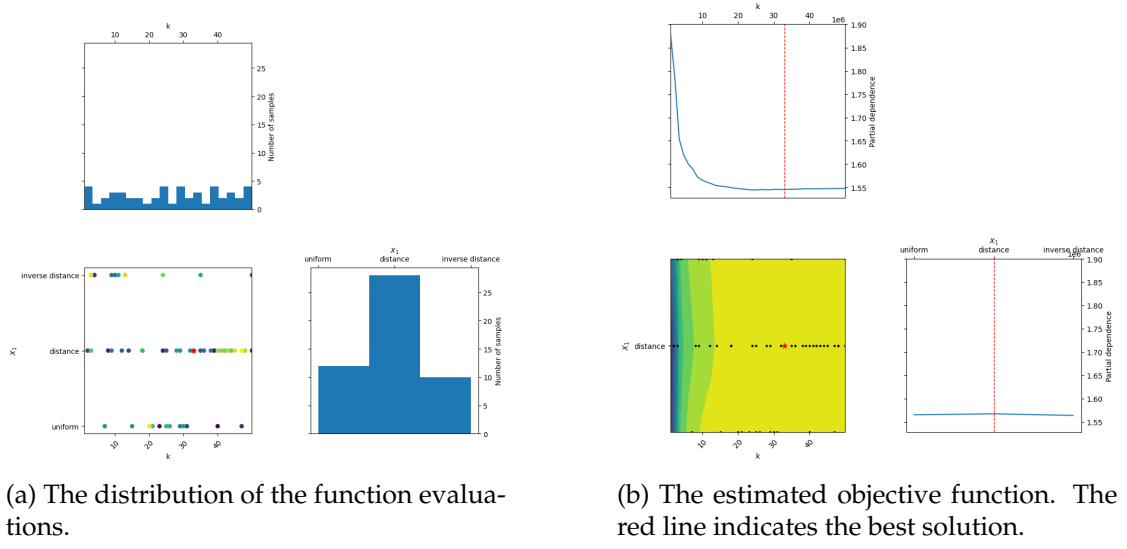 k
10 20 30 40
25
20
15
10
5
0
Number of samples
X1
uniform distance inverse distance
inverse distance
distance
uniform
X1
10 20 30 40
k
25
20
15
10
5
0
Number of samples
(a) The distribution of the function evalua-
tions.
k
10 20 30 40
1e6
1.90
1.85
1.80
1.75
1.70
1.65
1.60
1.55
Partial dependence
X1
uniform distance inverse distance
1e6
distance
X1
10 20 30 40
k
1.90
1.85
1.80
1.75
1.70
1.65
1.60
1.55
Partial dependence
(b) The estimated objective function. The
red line indicates the best solution.